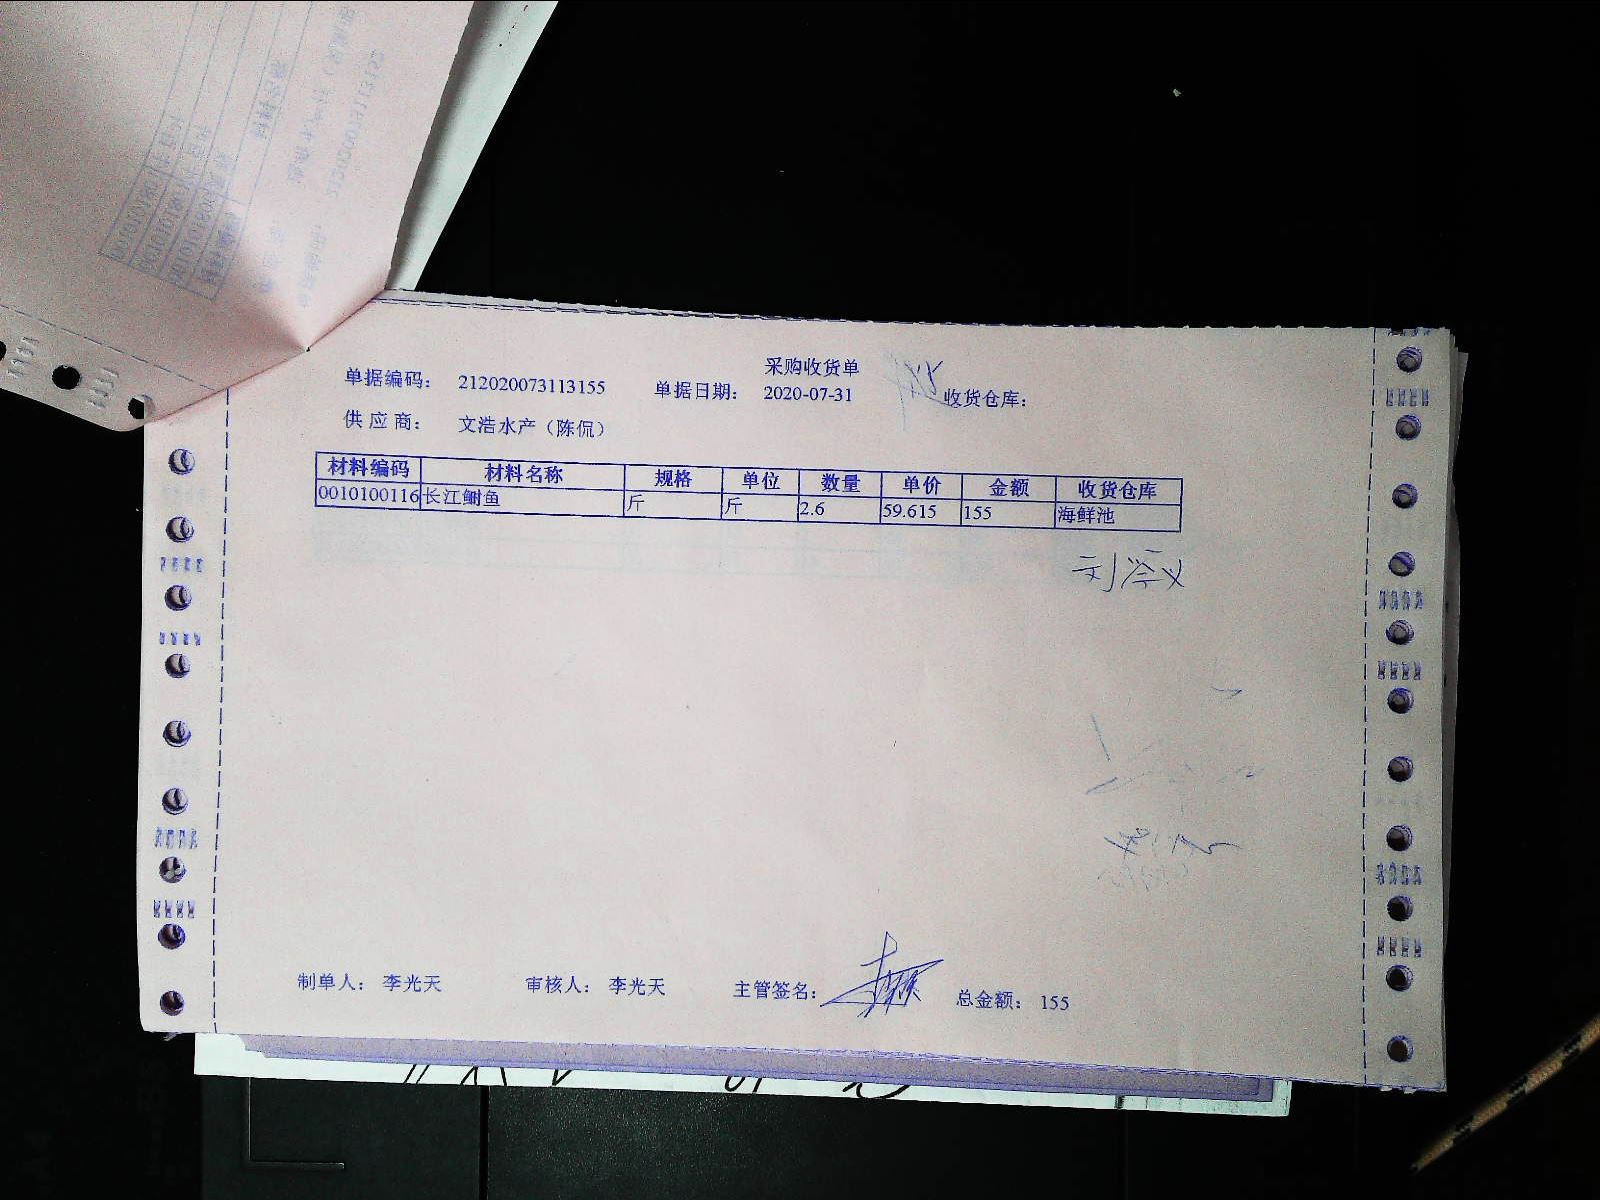 采购收货单
单据编码: 212020073113155 单据日期: 2020-07-31 收货仓库:
供应商: 文浩水产（陈侃）
材料编码 材料名称 规格 单位 数量 单价 金额 收货仓库
0010100116 长江鮰鱼 斤 斤 2.6 59.615 155 海鲜池
制单人: 李光天 审核人: 李光天 主管签名: 总金额: 155